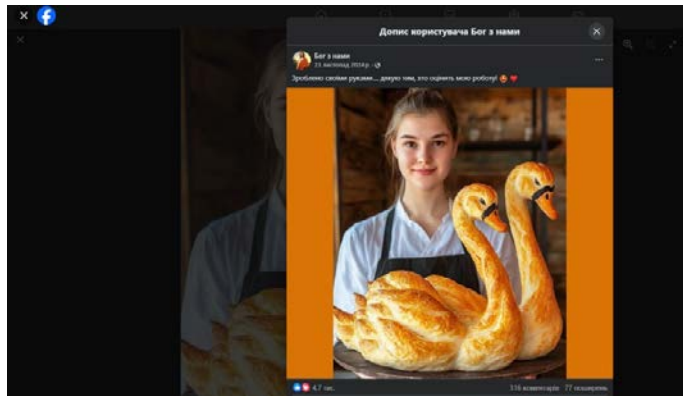 Допис користувача Бог з нами
Бог з нами
Зроблено своїми руками.... дякую тим, хто оцінить мою роботу!
4,7 тис.
336 коментарів 77 поширень